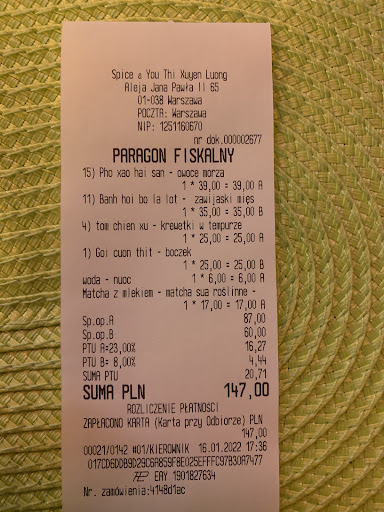 Spice & You Thi Xuyen Luong
Aleja Jana Pawła II 65
01-038 Warszawa
POCZTA: Warszawa
NIP: 1251160670
nr dok.000002677
PARAGON FISKALNY
15) Pho xao hai san - owoce morza
1 * 39,00 = 39,00 A
11) Banh hoi bo la lot - zawijaski mięs
1 * 35,00 = 35,00 B
4) tom chien xu - krewetki w tempurze
1 * 25,00 = 25,00 A
1) Goi cuon thit - boczek
1 * 25,00 = 25,00 B
woda - nuoc 1 * 6,00 = 6,00 A
Matcha z mlekiem - matcha sua roślinne -
1 * 17,00 = 17,00 A
Sp.op.A 87,00
Sp.op.B 60,00
PTU A=23,00% 16,27
PTU B= 8,00% 4,44
SUMA PTU 20,71
SUMA PLN 147,00
ROZLICZENIE PŁATNOŚCI
ZAPŁACONO KARTA (Karta przy Odbiorze) PLN
147,00
00021/0142 #01/KIEROWNIK 16.01.2022 17:36
017CD6DDB9D29C6A859F8E025EFFFC97B30A7477
EAY 1901827634
Nr. zamówienia:4148d1ac